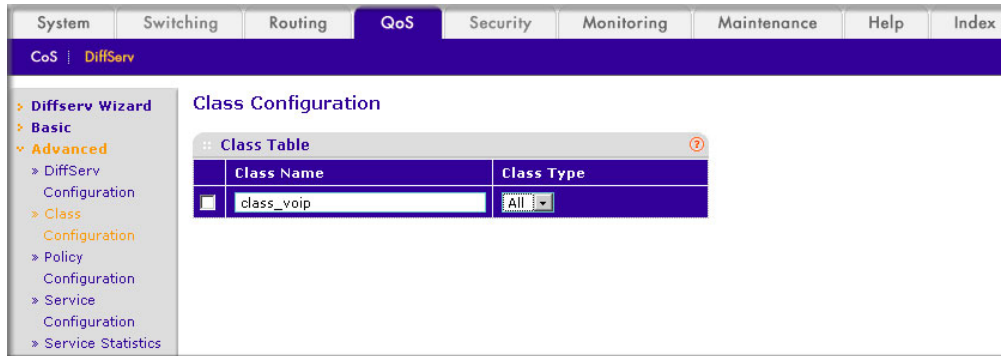 System Switching Routing QoS Security Monitoring Maintenance Help Index
CoS | DiffServ
Diffserv Wizard
Basic
Advanced
» DiffServ
Configuration
» Class
Configuration
» Policy
Configuration
» Service
Configuration
» Service Statistics
Class Configuration
Class Table ?
Class Name Class Type
class_voip All